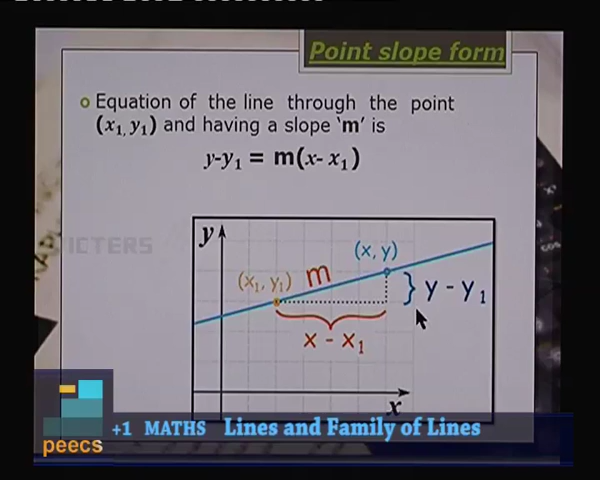 Point slope form
Equation of the line through the point
(x₁, y₁) and having a slope 'm' is
y-y₁ = m(x- x₁)
VICTERS
y
(x, y)
m
(x₁, y₁)
} y - y₁
x - x₁
x
+1 MATHS Lines and Family of Lines
peecs